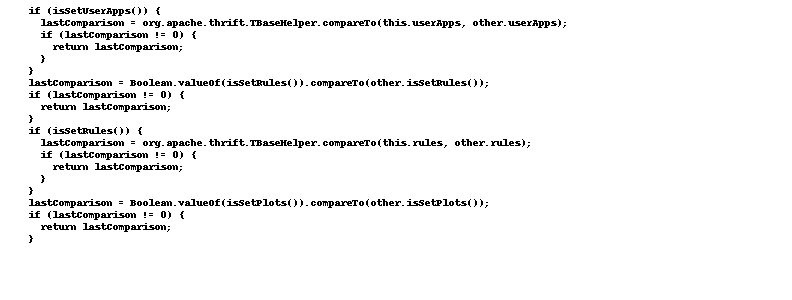 if (isSetUserApps()) {
  lastComparison = org.apache.thrift.TBaseHelper.compareTo(this.userApps, other.userApps);
  if (lastComparison != 0) {
    return lastComparison;
  }
}
lastComparison = Boolean.valueOf(isSetRules()).compareTo(other.isSetRules());
if (lastComparison != 0) {
  return lastComparison;
}
if (isSetRules()) {
  lastComparison = org.apache.thrift.TBaseHelper.compareTo(this.rules, other.rules);
  if (lastComparison != 0) {
    return lastComparison;
  }
}
lastComparison = Boolean.valueOf(isSetPlots()).compareTo(other.isSetPlots());
if (lastComparison != 0) {
  return lastComparison;
}